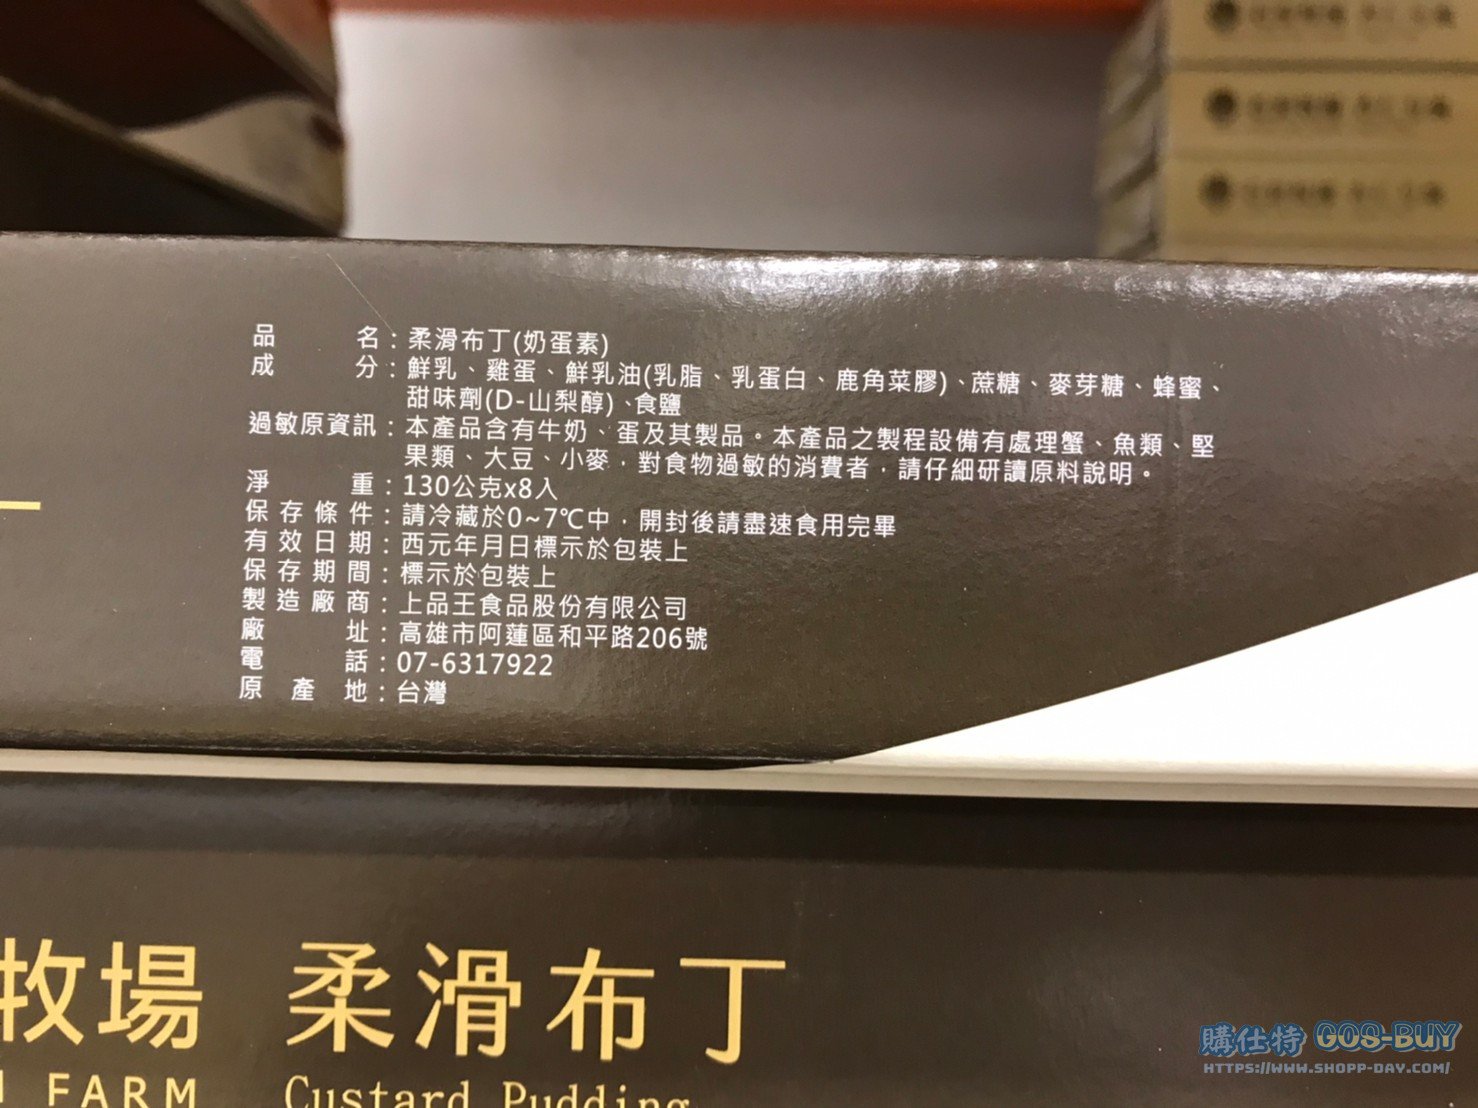 品名：柔滑布丁(奶蛋素)
成分：鮮乳、雞蛋、鮮乳油(乳脂、乳蛋白、鹿角菜膠)、蔗糖、麥芽糖、蜂蜜、
甜味劑(D-山梨醇)、食鹽
過敏原資訊：本產品含有牛奶、蛋及其製品。本產品之製程設備有處理蟹、魚類、堅
果類、大豆、小麥，對食物過敏的消費者，請仔細研讀原料說明。
淨重：130公克x8入
保存條件：請冷藏於0~7℃中，開封後請盡速食用完畢
有效日期：西元年月日標示於包裝上
保存期間：標示於包裝上
製造廠商：上品王食品股份有限公司
廠址：高雄市阿蓮區和平路206號
電話：07-6317922
原產地：台灣
牧場 柔滑布丁
FARM Custard Pudding
購仕特 GOS-BUY
HTTPS://WWW.SHOPP-DAY.COM/